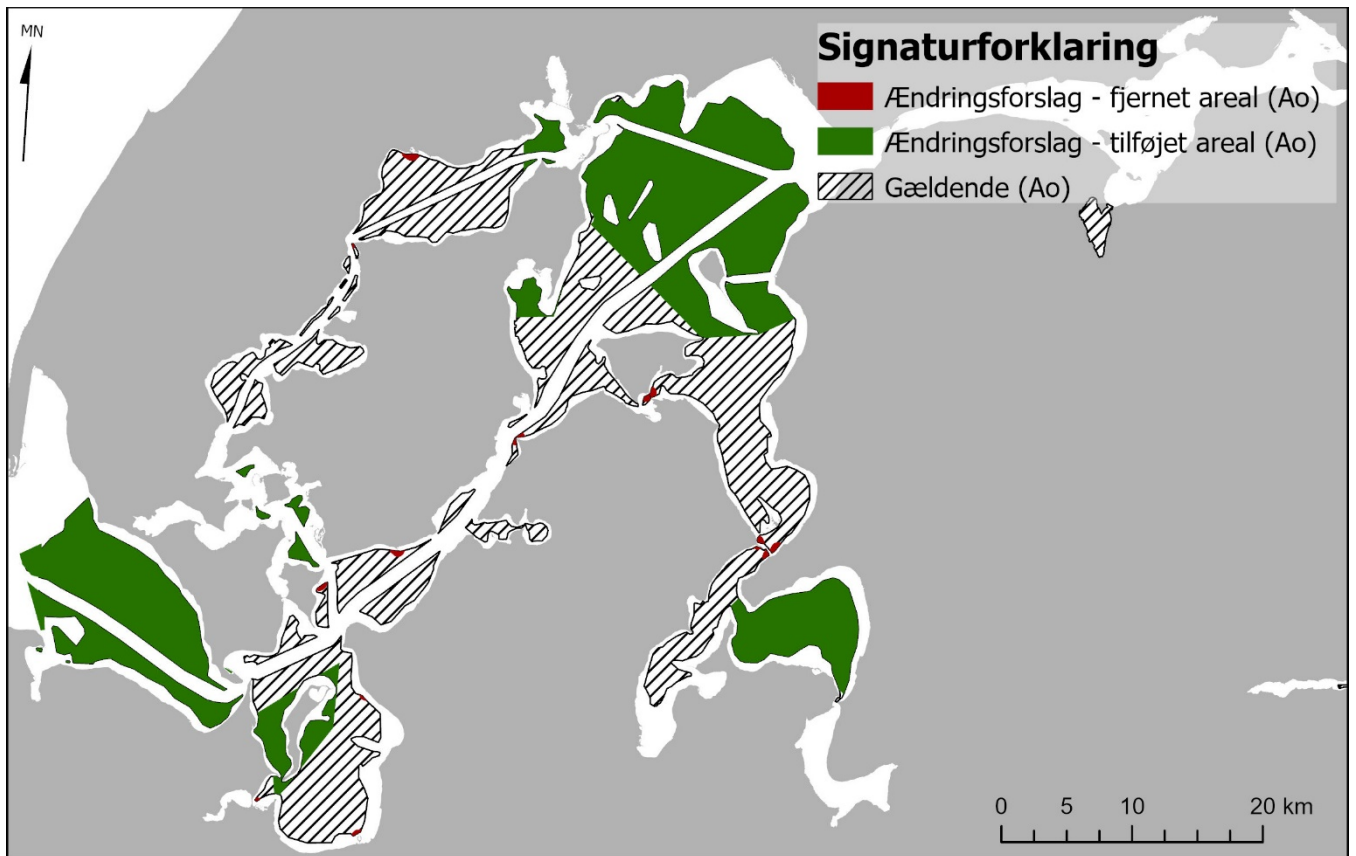 MN
Signaturforklaring
Ændringsforslag - fjernet areal (Ao)
Ændringsforslag - tilføjet areal (Ao)
Gældende (Ao)
0 5 10 20 km